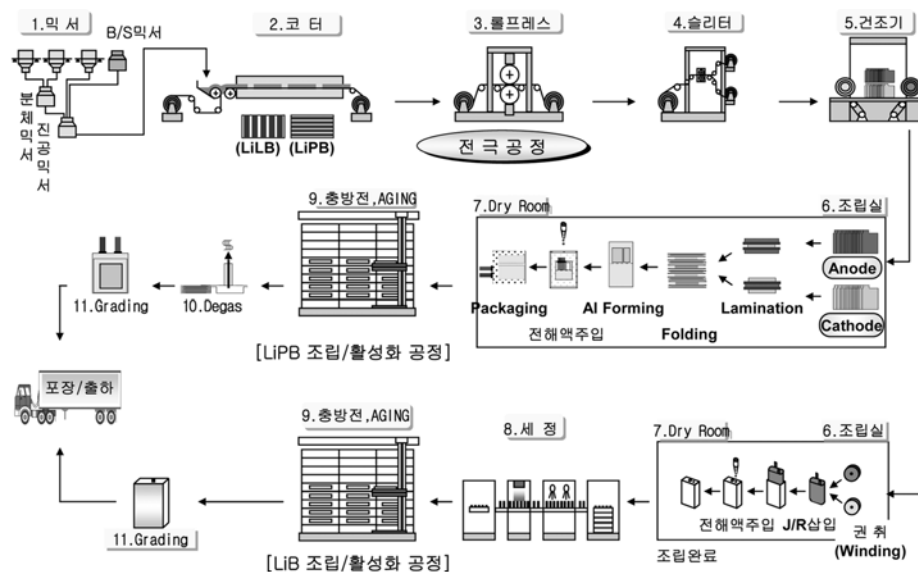 1.믹 서
B/S믹서
분체믹서
진공믹서
2.코 터
(LiLB)
(LiPB)
3.롤프레스
전 극 공 정
4.슬리터
5.건조기
6.조립실
7.Dry Room
Anode
Cathode
Lamination
Folding
Al Forming
전해액주입
Packaging
9.충방전,AGING
10.Degas
11.Grading
[LiPB 조립/활성화 공정]
포장/출하
6.조립실
7.Dry Room
권 취
(Winding)
J/R삽입
전해액주입
조립완료
8.세 정
9.충방전,AGING
11.Grading
[LiB 조립/활성화 공정]